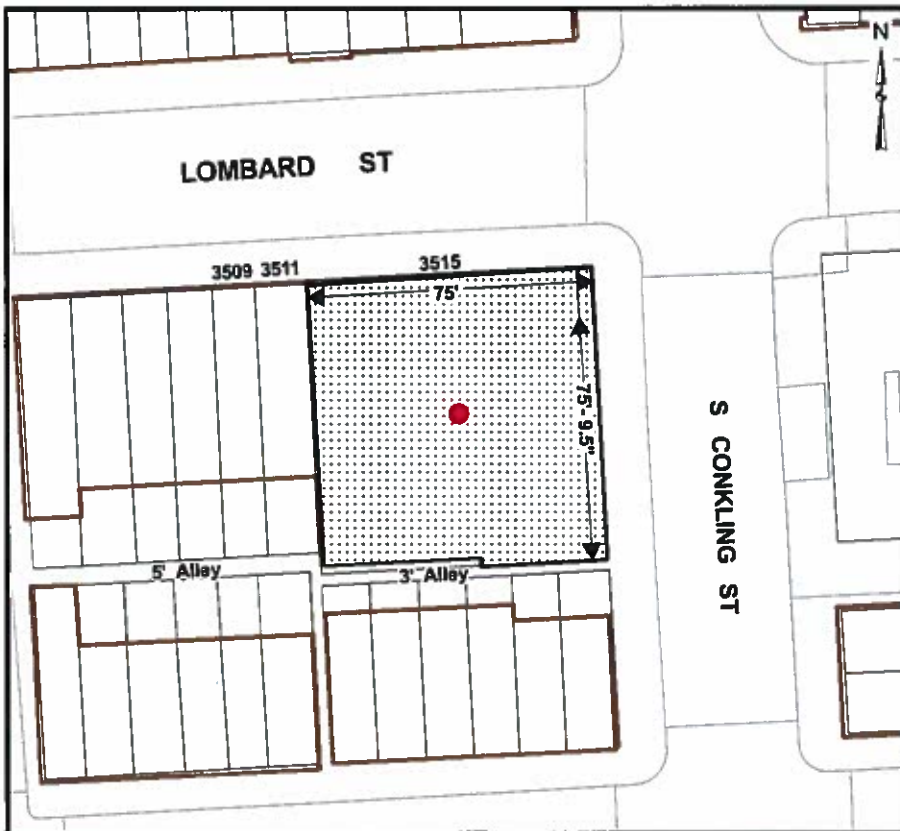 N
LOMBARD ST
3509 3511 3515
75'
75'- 9.5"
S CONKLING ST
5' Alley
3' Alley